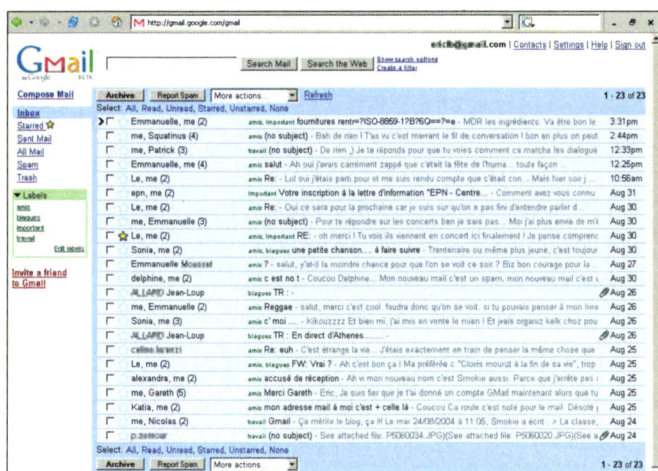 http://gmail.google.com/gmail
G
.com | Contacts | Settings | Help | Sign out
Gmail
by Google BETA
Search Mail Search the Web Show search options
Create a filter
Compose Mail
Inbox
Starred
Sent Mail
All Mail
Spam
Trash
Labels
amis
blagues
important
travail
Edit labels
Invite a friend
to Gmail
Archive Report Spam More actions... Refresh 1 - 23 of 23
Select: All, Read, Unread, Starred, Unstarred, None
Emmanuelle, me (2) amis, important fournitures rentr=?ISO-8859-1?B?6Q==?=e - MDR les ingrédients. Va être bon le 3:31pm
me, Squatinus (4) amis (no subject) - Bah de rien ! T'as vu c'est marrant le fil de conversation ! bon en plus on peut 2:44pm
me, Patrick (3) travail (no subject) - De rien ;) Je te réponds pour que tu voies comment ca marche les dialogue 12:33pm
Emmanuelle, me (4) amis salut - Ah oui j'avais carrément zappé que c'était la fête de l'huma... toute façon ... 12:25pm
Le, me (2) amis Re: - Lol oui j'étais parti pour et me suis rendu compte que c'était con... Mais hier soir j 10:56am
epn, me (2) important Votre inscription à la lettre d'information "EPN - Centre... - Comment avez vous connu Aug 31
Le, me (2) amis Re: - Oui ce sera pour la prochaine car je suis sur qu'on a pas fini d'entendre parler d ... Aug 30
me, Emmanuelle (3) amis (no subject) - Pour te répondre sur les concerts ben je sais pas... Moi j'ai plus envie de m' Aug 30
Le, me (2) amis, important RE: - oh merci ! Tu vois ils viennent en concert ici finalement ! Je pense comprend Aug 30
Sonia, me (2) amis, blagues une petite chanson.... à faire suivre - Trentenaire ou même plus jeune, c'est toujour Aug 30
Emmanuelle amis ? - salut, y'at-il la moindre chance pour que l'on se voit ce soir ? Biz bon courage pour la ... Aug 27
delphine, me (2) amis c est no t - Coucou Delphine... Mon nouveau mail c'est un spam, mon nouveau mail c'est Aug 26
Jean-Loup blagues TR : - Aug 26
me, Emmanuelle (2) amis Reggae - salut, merci c'est cool. faudra donc qu'on se voit. si tu pouvais penser à mon livre Aug 26
Sonia, me (3) amis c' moi .... - Kikouzzzz Et bien mi, j'ai mis en vente le mien ! Et jrais organiz kelk choz pou Aug 26
Jean-Loup blagues TR : En direct d'Athenes........ - Aug 26
amis Re: euh - C'est étrange la vie... J'étais exactement en train de penser la même chose que Aug 25
Le, me (2) amis, blagues FW: Vrai ? - Ah c'est bon ça ! Ma préférée c "Cloris mourut à la fin de sa vie", trop Aug 25
alexandra, me (2) amis accusé de réception - Ah vi mon nouveau nom c'est Smokie aussi. Parce que j'arrête pas Aug 25
me, Gareth (5) amis Merci Gareth - Eric, Je suis fier que je t'ai donné un compte GMail maintenant alors que tu Aug 25
Katia, me (2) amis mon adresse mail à moi c'est + celle là - Coucou Ca roule c'est noté pour le mail. Désolé Aug 25
me, Nicolas (2) travail Gmail - Ça mérite le blog, ça !!! Le mar 24/08/2004 à 11:05, Smokie a écrit : > La classe, Aug 24
travail (no subject) - See attached file: P5060034.JPG)(See attached file: P5060020.JPG)(See a Aug 24
Select: All, Read, Unread, Starred, Unstarred, None
Archive Report Spam More actions... 1 - 23 of 23